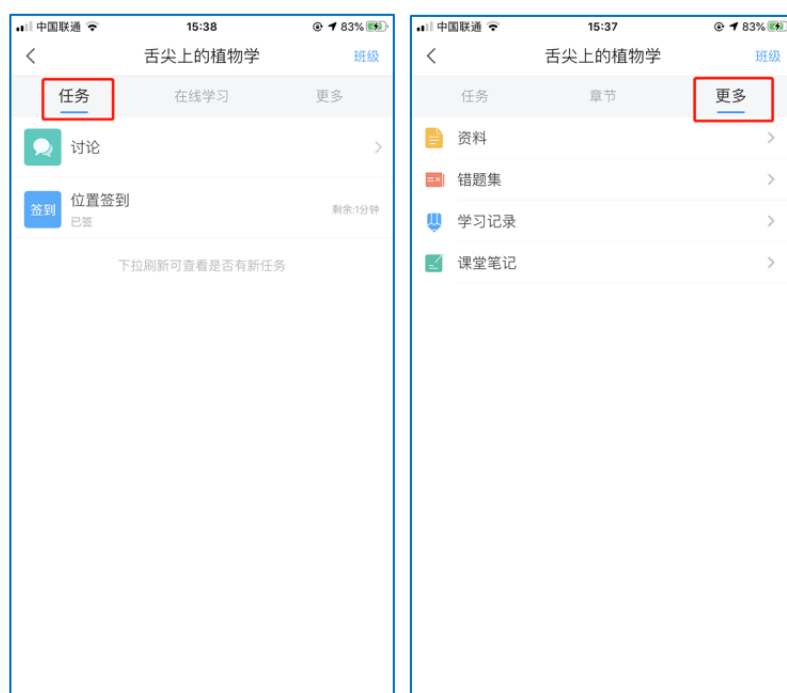 中国联通 15:38 83%
舌尖上的植物学 班级
任务 在线学习 更多
讨论
签到 位置签到
已签 剩余:1分钟
下拉刷新可查看是否有新任务
中国联通 15:37 83%
舌尖上的植物学 班级
任务 章节 更多
资料
错题集
学习记录
课堂笔记